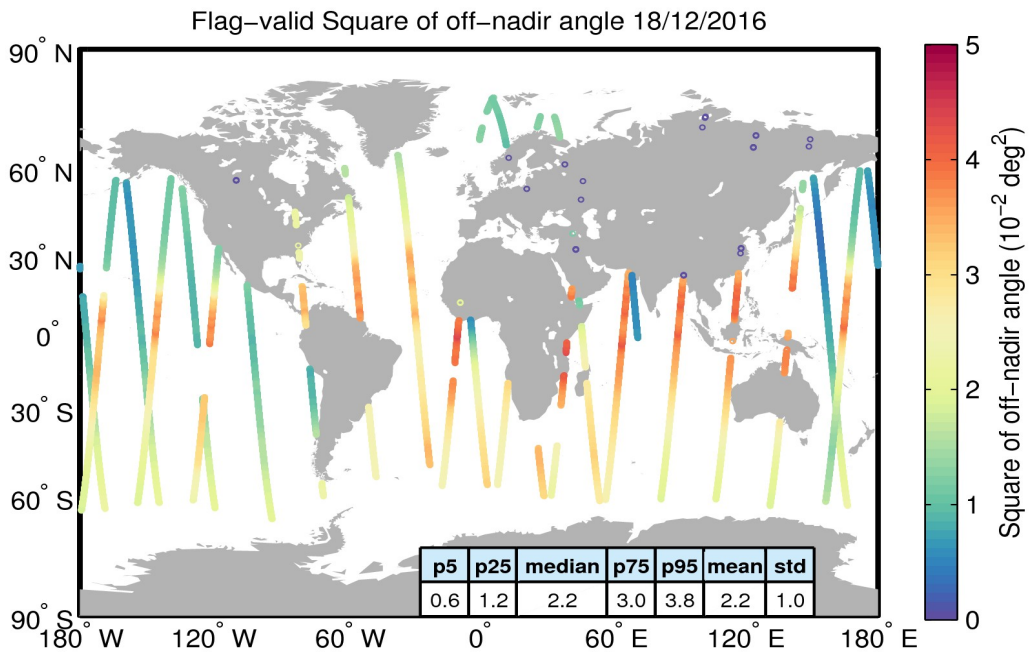 Flag-valid Square of off-nadir angle 18/12/2016
90° N
60° N
30° N
0°
30° S
60° S
90° S
180° W
120° W
60° W
0°
60° E
120° E
180° E
p5 p25 median p75 p95 mean std
0.6 1.2 2.2 3.0 3.8 2.2 1.0
5
4
3
2
1
0
Square of off-nadir angle (10⁻² deg²)